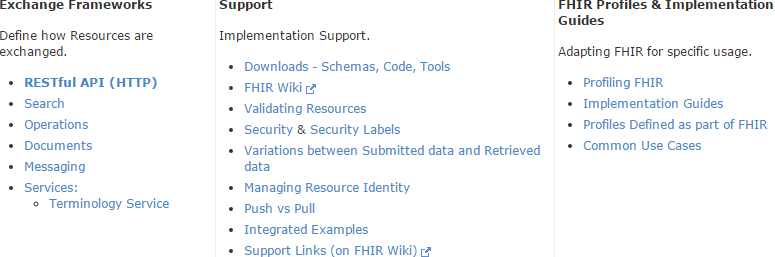 Exchange Frameworks
Define how Resources are
exchanged.
RESTful API (HTTP)
Search
Operations
Documents
Messaging
Services:
Terminology Service
Support
Implementation Support.
Downloads - Schemas, Code, Tools
FHIR Wiki
Validating Resources
Security & Security Labels
Variations between Submitted data and Retrieved
data
Managing Resource Identity
Push vs Pull
Integrated Examples
Support Links (on FHIR Wiki)
FHIR Profiles & Implementation
Guides
Adapting FHIR for specific usage.
Profiling FHIR
Implementation Guides
Profiles Defined as part of FHIR
Common Use Cases